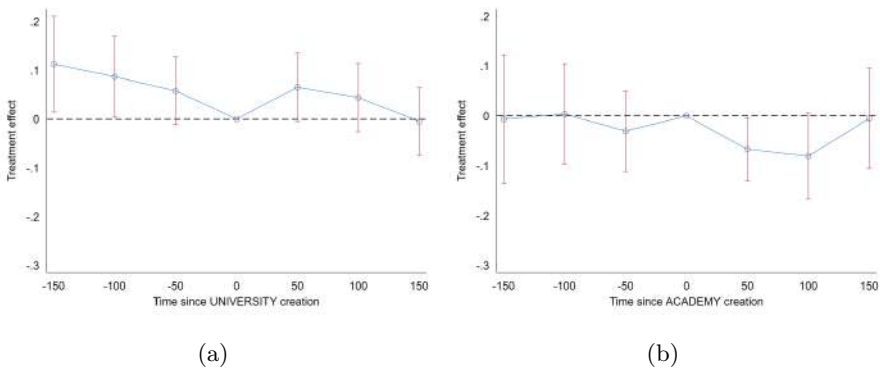 .2
.1
0
-.1
-.2
-.3
Treatment effect
-150 -100 -50 0 50 100 150
Time since UNIVERSITY creation
(a)
.2
.1
0
-.1
-.2
-.3
Treatment effect
-150 -100 -50 0 50 100 150
Time since ACADEMY creation
(b)